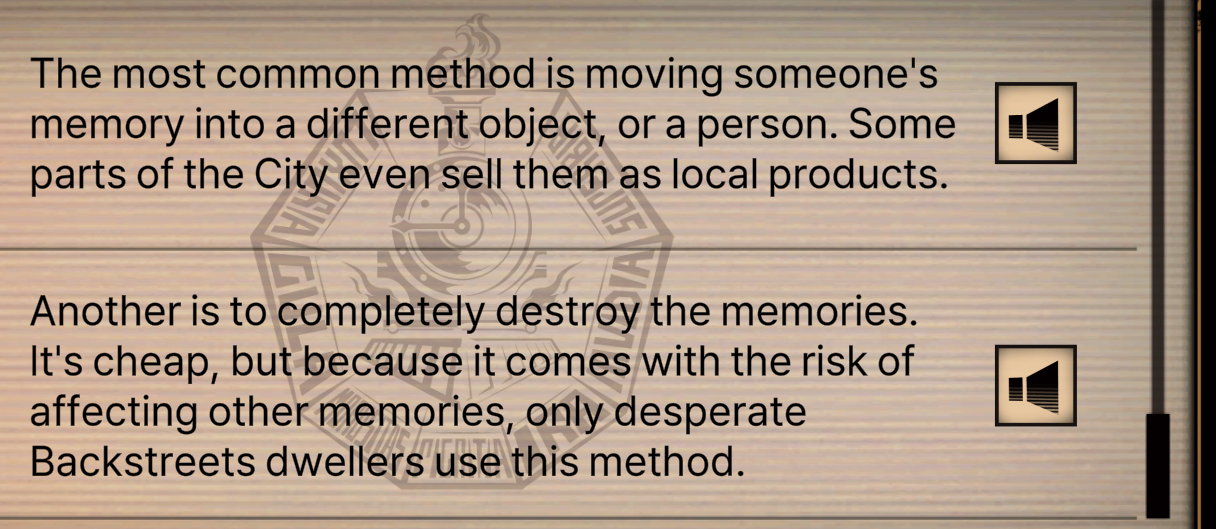 The most common method is moving someone's
memory into a different object, or a person. Some
parts of the City even sell them as local products.
Another is to completely destroy the memories.
It's cheap, but because it comes with the risk of
affecting other memories, only desperate
Backstreets dwellers use this method.